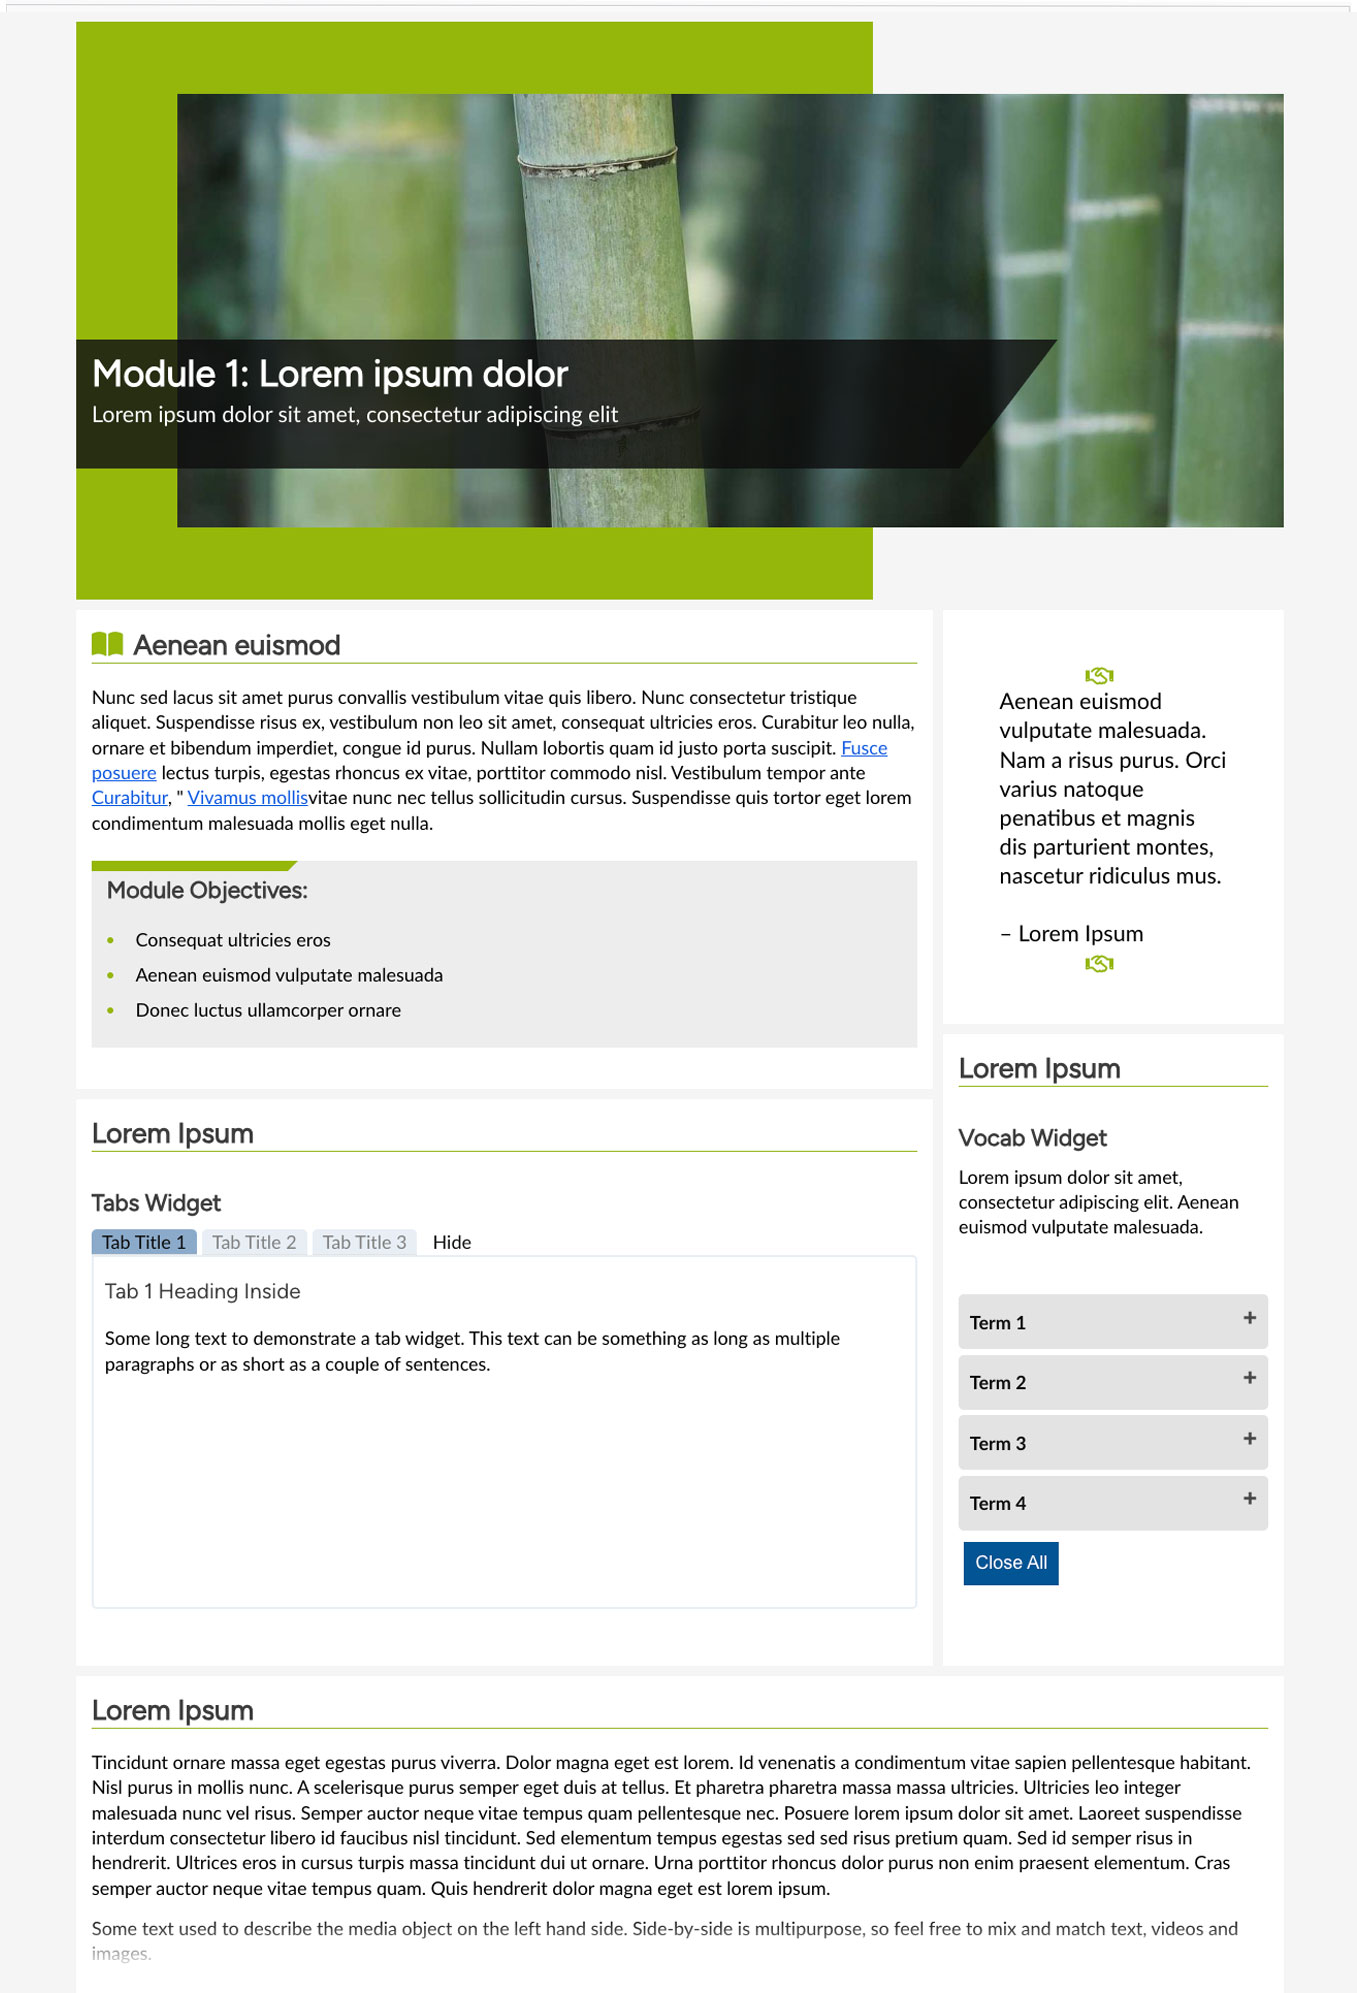 Module 1: Lorem ipsum dolor
Lorem ipsum dolor sit amet, consectetur adipiscing elit
Aenean euismod
Nunc sed lacus sit amet purus convallis vestibulum vitae quis libero. Nunc consectetur tristique
aliquet. Suspendisse risus ex, vestibulum non leo sit amet, consequat ultricies eros. Curabitur leo nulla,
ornare et bibendum imperdiet, congue id purus. Nullam lobortis quam id justo porta suscipit. Fusce
posuere lectus turpis, egestas rhoncus ex vitae, porttitor commodo nisl. Vestibulum tempor ante
Curabitur, " Vivamus mollisvitae nunc nec tellus sollicitudin cursus. Suspendisse quis tortor eget lorem
condimentum malesuada mollis eget nulla.
Module Objectives:
• Consequat ultricies eros
• Aenean euismod vulputate malesuada
• Donec luctus ullamcorper ornare
Aenean euismod
vulputate malesuada.
Nam a risus purus. Orci
varius natoque
penatibus et magnis
dis parturient montes,
nascetur ridiculus mus.
– Lorem Ipsum
Lorem Ipsum
Tabs Widget
Tab Title 1 Tab Title 2 Tab Title 3 Hide
Tab 1 Heading Inside
Some long text to demonstrate a tab widget. This text can be something as long as multiple
paragraphs or as short as a couple of sentences.
Lorem Ipsum
Vocab Widget
Lorem ipsum dolor sit amet,
consectetur adipiscing elit. Aenean
euismod vulputate malesuada.
Term 1 +
Term 2 +
Term 3 +
Term 4 +
Close All
Lorem Ipsum
Tincidunt ornare massa eget egestas purus viverra. Dolor magna eget est lorem. Id venenatis a condimentum vitae sapien pellentesque habitant.
Nisl purus in mollis nunc. A scelerisque purus semper eget duis at tellus. Et pharetra pharetra massa massa ultricies. Ultricies leo integer
malesuada nunc vel risus. Semper auctor neque vitae tempus quam pellentesque nec. Posuere lorem ipsum dolor sit amet. Laoreet suspendisse
interdum consectetur libero id faucibus nisl tincidunt. Sed elementum tempus egestas sed sed risus pretium quam. Sed id semper risus in
hendrerit. Ultrices eros in cursus turpis massa tincidunt dui ut ornare. Urna porttitor rhoncus dolor purus non enim praesent elementum. Cras
semper auctor neque vitae tempus quam. Quis hendrerit dolor magna eget est lorem ipsum.
Some text used to describe the media object on the left hand side. Side-by-side is multipurpose, so feel free to mix and match text, videos and
images.